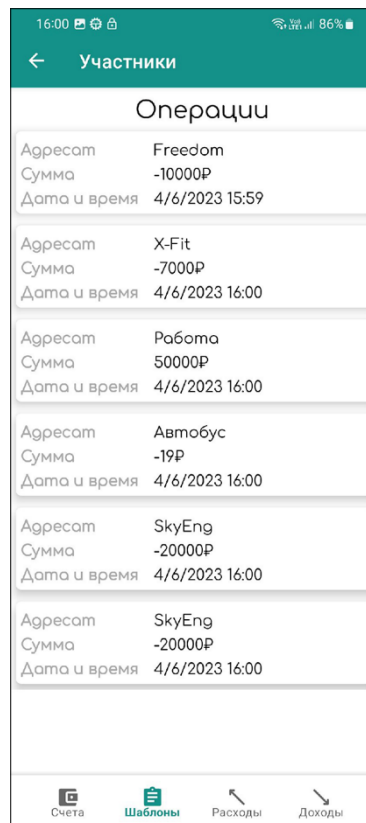 16:00 86%
Участники
Операции
Адресат Freedom
Сумма -10000₽
Дата и время 4/6/2023 15:59
Адресат X-Fit
Сумма -7000₽
Дата и время 4/6/2023 16:00
Адресат Работа
Сумма 50000₽
Дата и время 4/6/2023 16:00
Адресат Автобус
Сумма -19₽
Дата и время 4/6/2023 16:00
Адресат SkyEng
Сумма -20000₽
Дата и время 4/6/2023 16:00
Адресат SkyEng
Сумма -20000₽
Дата и время 4/6/2023 16:00
Счета Шаблоны Расходы Доходы